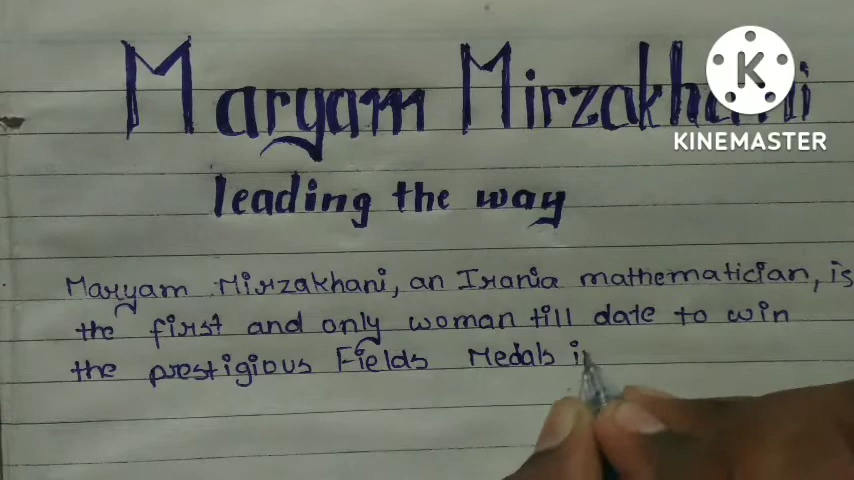 Maryam Mirzakhani
K
KINEMASTER
leading the way
Maryam Mirzakhani, an Irania mathematician, is
the first and only woman till date to win
the prestigious Fields Medals i